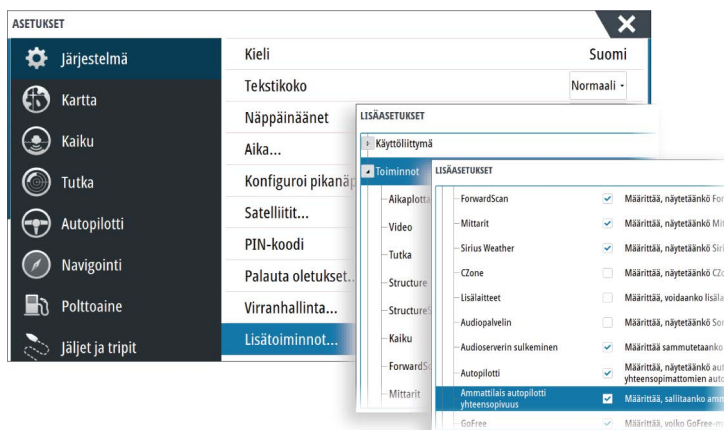 ASETUKSET
Järjestelmä
Kartta
Kaiku
Tutka
Autopilotti
Navigointi
Polttoaine
Jäljet ja tripit
Kieli
Suomi
Tekstikoko
Normaali
Näppäinäänet
Aika...
Konfiguroi pikanäp
Satelliitit...
PIN-koodi
Palauta oletukset...
Virranhallinta...
Lisätoiminnot...
LISÄASETUKSET
Käyttöliittymä
Toiminnot
Aikaplotta
Video
Tutka
Structure
Structure
Kaiku
ForwardSc
Mittarit
LISÄASETUKSET
ForwardScan
Määrittää, näytetäänkö For
Mittarit
Määrittää, näytetäänkö Mit
Sirius Weather
Määrittää, näytetäänkö Siri
CZone
Määrittää, näytetäänkö CZo
Lisälaitteet
Määrittää, voidaanko lisäla
Audiopalvelin
Määrittää, näytetäänkö Son
Audioserverin sulkeminen
Määrittää sammutetaanko
Autopilotti
Määrittää, näytetäänkö aut
yhteensopimattomien auto
Ammattilais autopilotti
yhteensopivuus
Määrittää, sallitaanko amm
GoFree
Määrittää, voiko GoFree-m